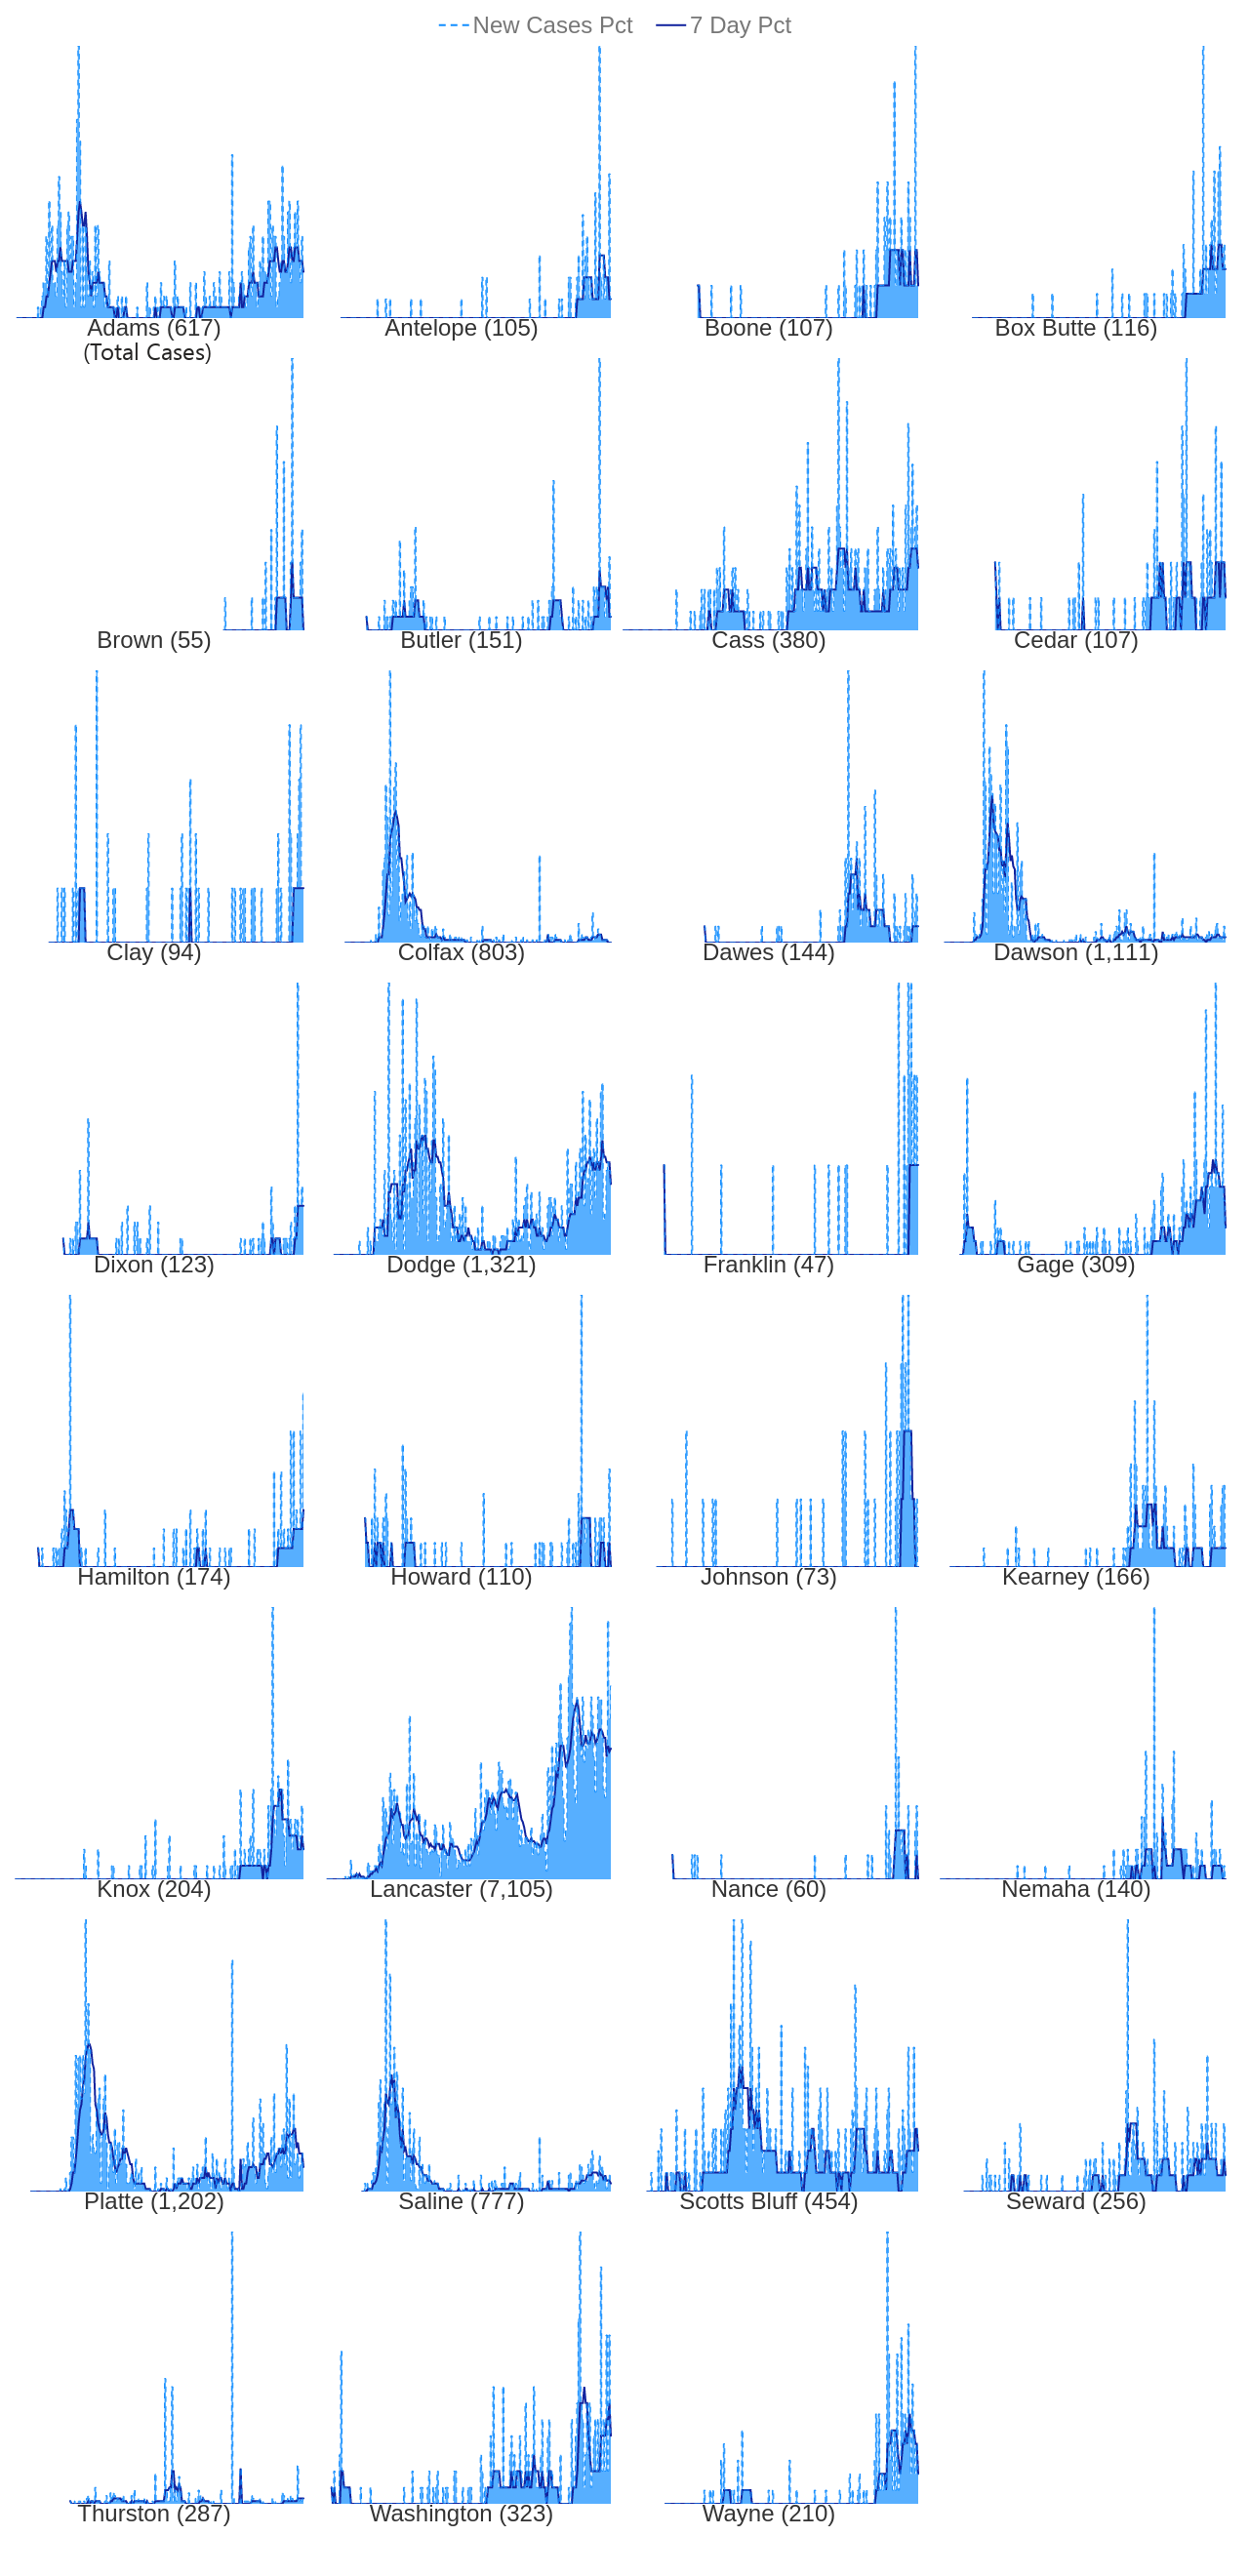 New Cases Pct 7 Day Pct
Adams (617) Antelope (105) Boone (107) Box Butte (116)
(Total Cases)
Brown (55) Butler (151) Cass (380) Cedar (107)
Clay (94) Colfax (803) Dawes (144) Dawson (1,111)
Dixon (123) Dodge (1,321) Franklin (47) Gage (309)
Hamilton (174) Howard (110) Johnson (73) Kearney (166)
Knox (204) Lancaster (7,105) Nance (60) Nemaha (140)
Platte (1,202) Saline (777) Scotts Bluff (454) Seward (256)
Thurston (287) Washington (323) Wayne (210)